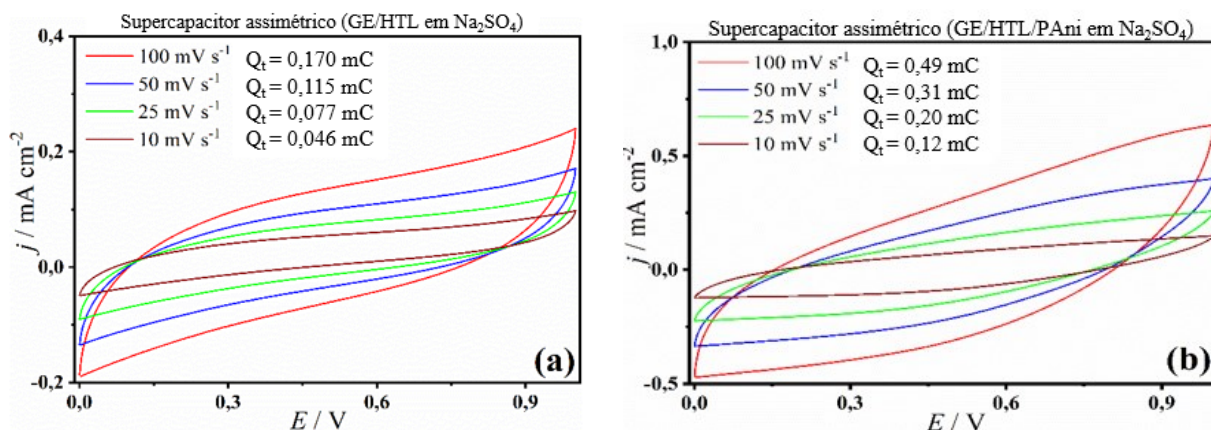 Supercapacitor assimétrico (GE/HTL em Na₂SO₄)
0,4
100 mV s⁻¹ Qₜ = 0,170 mC
50 mV s⁻¹ Qₜ = 0,115 mC
25 mV s⁻¹ Qₜ = 0,077 mC
10 mV s⁻¹ Qₜ = 0,046 mC
0,2
j / mA cm⁻²
0,0
(a)
-0,2
0,0 0,3 0,6 0,9
E / V
Supercapacitor assimétrico (GE/HTL/PAni em Na₂SO₄)
1,0
100 mV s⁻¹ Qₜ = 0,49 mC
50 mV s⁻¹ Qₜ = 0,31 mC
25 mV s⁻¹ Qₜ = 0,20 mC
10 mV s⁻¹ Qₜ = 0,12 mC
0,5
j / mA cm⁻²
0,0
(b)
-0,5
0,0 0,3 0,6 0,9
E / V